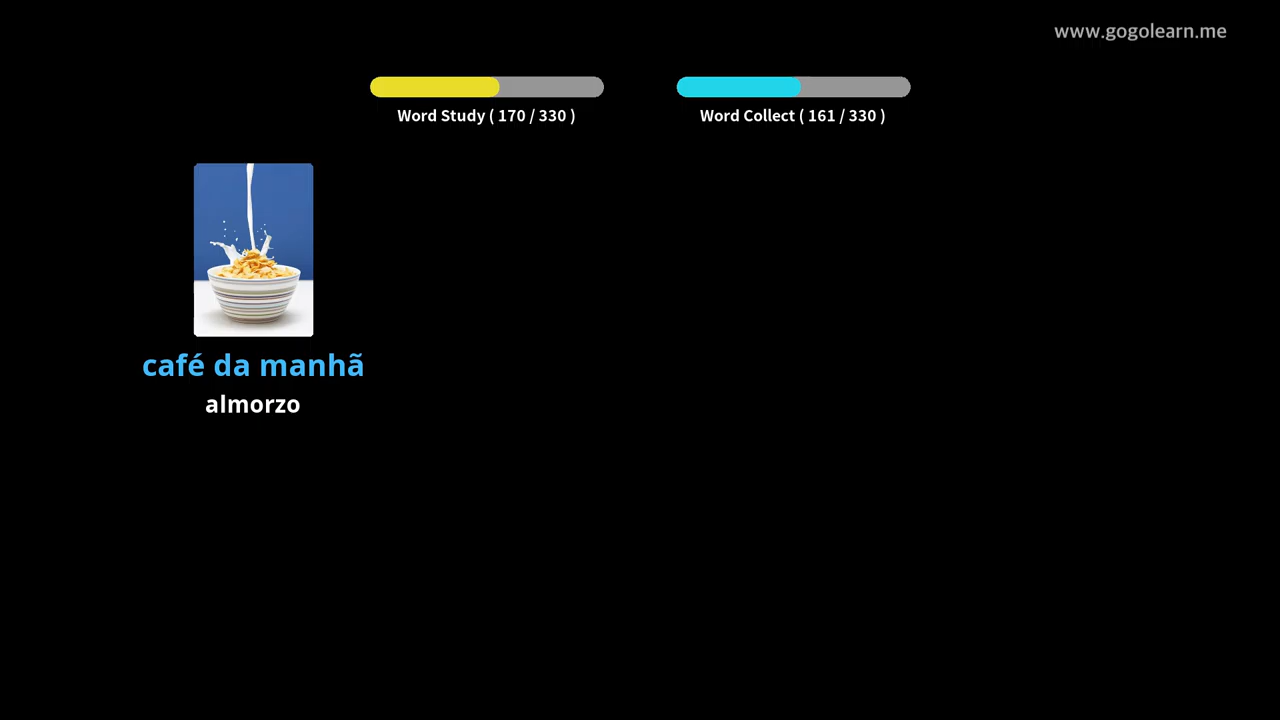 www.gogolearn.me
Word Study ( 170 / 330 )
Word Collect ( 161 / 330 )
café da manhã
almorzo